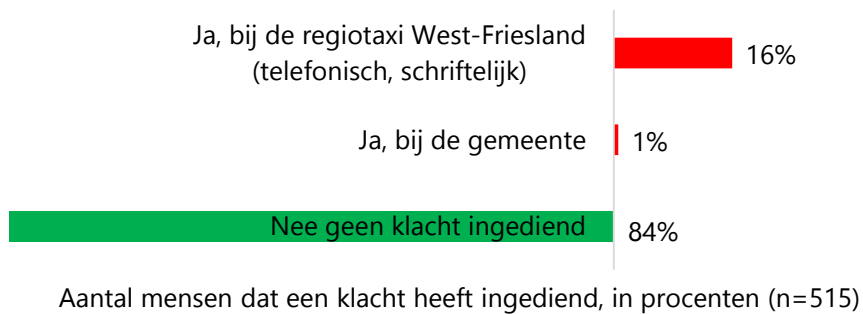 Ja, bij de regiotaxi West-Friesland
(telefonisch, schriftelijk)
16%
Ja, bij de gemeente
1%
Nee geen klacht ingediend
84%
Aantal mensen dat een klacht heeft ingediend, in procenten (n=515)